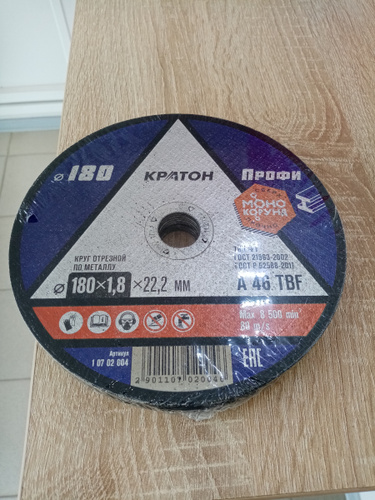 ø 180
КРАТОН
Профи
СВЕРХ
МОНО
КОРУНД
КРУГ ОТРЕЗНОЙ
ПО МЕТАЛЛУ
ГОСТ 21963-2002
ГОСТ Р 52588-2011
Ø 180×1,8 ×22,2 ММ
A 46 TBF
Max 8 500 min
80 m/s
Артикул
1 07 02 004
EAC